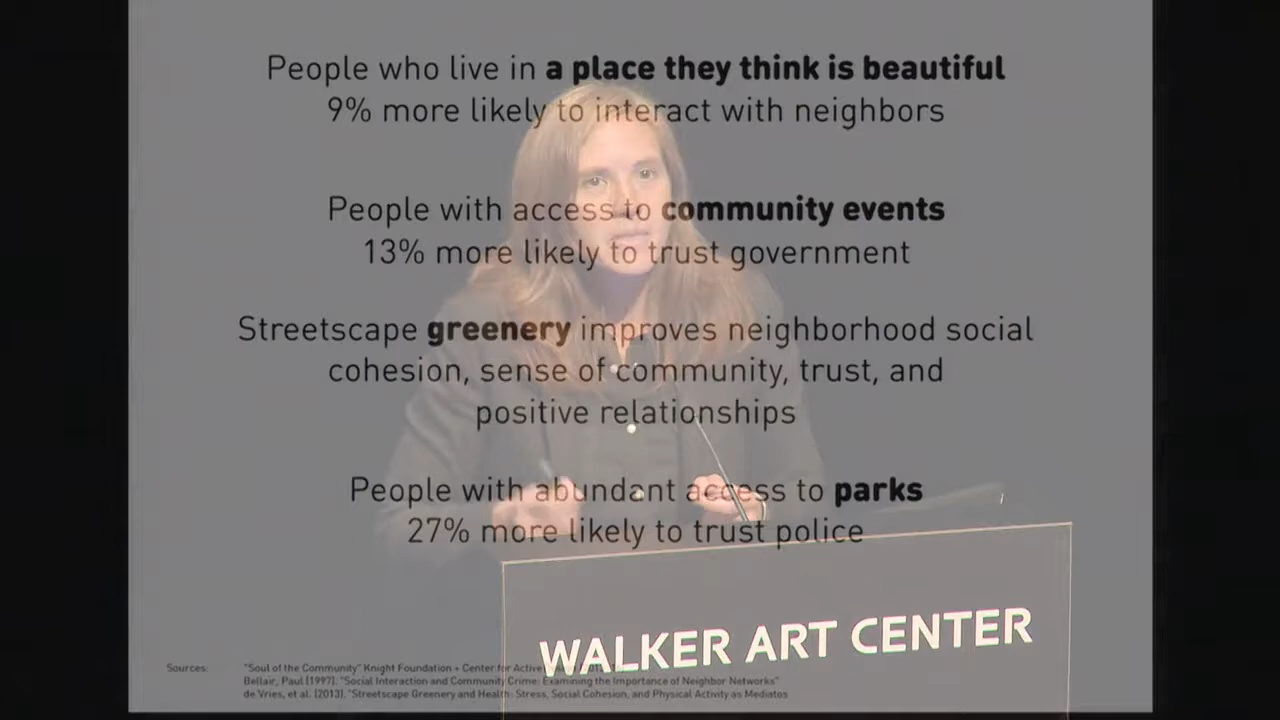 People who live in a place they think is beautiful
9% more likely to interact with neighbors
People with access to community events
13% more likely to trust government
Streetscape greenery improves neighborhood social
cohesion, sense of community, trust, and
positive relationships
People with abundant access to parks
27% more likely to trust police
WALKER ART CENTER
Sources:
"Soul of the Community" Knight Foundation + Center for Active
Bellair, Paul (1997). "Social Interaction and Community Crime: Examining the Importance of Neighbor Networks"
de Vries, et al. (2013). "Streetscape Greenery and Health: Stress, Social Cohesion, and Physical Activity as Mediatos